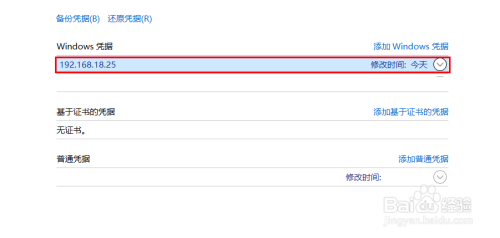 备份凭据(B) 还原凭据(R)
Windows 凭据 添加 Windows 凭据
192.168.18.25 修改时间: 今天
基于证书的凭据 添加基于证书的凭据
无证书。
普通凭据 添加普通凭据
修改时间:
Baidu 经验
jingyan.baidu.com